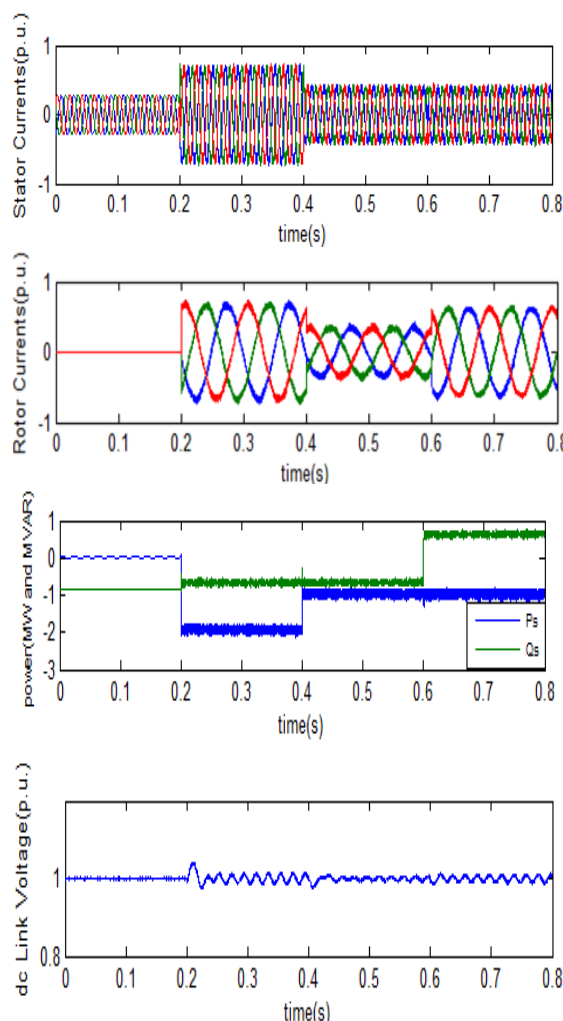 Stator Currents(p.u.)
1
0
-1
0 0.1 0.2 0.3 0.4 0.5 0.6 0.7 0.8
time(s)
Rotor Currents(p.u.)
1
0
-1
0 0.1 0.2 0.3 0.4 0.5 0.6 0.7 0.8
time(s)
power(MW and MVAR)
1
0
-1
-2
-3
Ps
Qs
0 0.1 0.2 0.3 0.4 0.5 0.6 0.7 0.8
time(s)
dc Link Voltage(p.u.)
1
0.8
0 0.1 0.2 0.3 0.4 0.5 0.6 0.7 0.8
time(s)